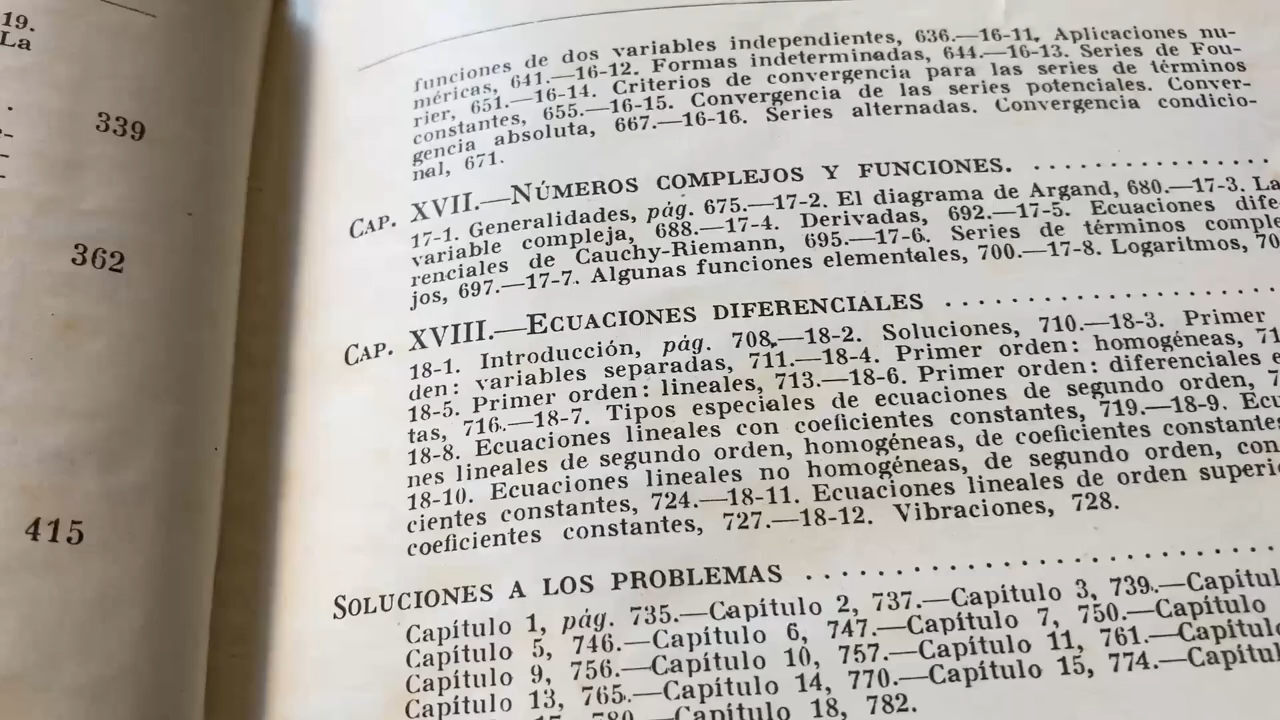 19.
La
339
362
415
funciones de dos variables independientes, 636.—16-11. Aplicaciones nu-
méricas, 641.—16-12. Formas indeterminadas, 644.—16-13. Series de Fou-
rier, 651.—16-14. Criterios de convergencia para las series de términos
constantes, 655.—16-15. Convergencia de las series potenciales. Conver-
gencia absoluta, 667.—16-16. Series alternadas. Convergencia condicio-
nal, 671.
CAP. XVII.—NÚMEROS COMPLEJOS Y FUNCIONES. . . . . . . . . . . . . . .
17-1. Generalidades, pág. 675.—17-2. El diagrama de Argand, 680.—17-3. La
variable compleja, 688.—17-4. Derivadas, 692.—17-5. Ecuaciones dife-
renciales de Cauchy-Riemann, 695.—17-6. Series de términos comple-
jos, 697.—17-7. Algunas funciones elementales, 700.—17-8. Logaritmos, 70
CAP. XVIII.—ECUACIONES DIFERENCIALES . . . . . . . . . . . . . . . . . . . .
18-1. Introducción, pág. 708.—18-2. Soluciones, 710.—18-3. Primer
den: variables separadas, 711.—18-4. Primer orden: homogéneas, 71
18-5. Primer orden: lineales, 713.—18-6. Primer orden: diferenciales e
tas, 716.—18-7. Tipos especiales de ecuaciones de segundo orden, 7
18-8. Ecuaciones lineales con coeficientes constantes, 719.—18-9. Ecu
nes lineales de segundo orden, homogéneas, de coeficientes constantes
18-10. Ecuaciones lineales no homogéneas, de segundo orden, con
cientes constantes, 724.—18-11. Ecuaciones lineales de orden superi
coeficientes constantes, 727.—18-12. Vibraciones, 728.
SOLUCIONES A LOS PROBLEMAS . . . . . . . . . . . . . . . . . . . . . . . . .
Capítulo 1, pág. 735.—Capítulo 2, 737.—Capítulo 3, 739.—Capítul
Capítulo 5, 746.—Capítulo 6, 747.—Capítulo 7, 750.—Capítulo
Capítulo 9, 756.—Capítulo 10, 757.—Capítulo 11, 761.—Capítulo
Capítulo 13, 765.—Capítulo 14, 770.—Capítulo 15, 774.—Capítul
Capítulo 18, 782.